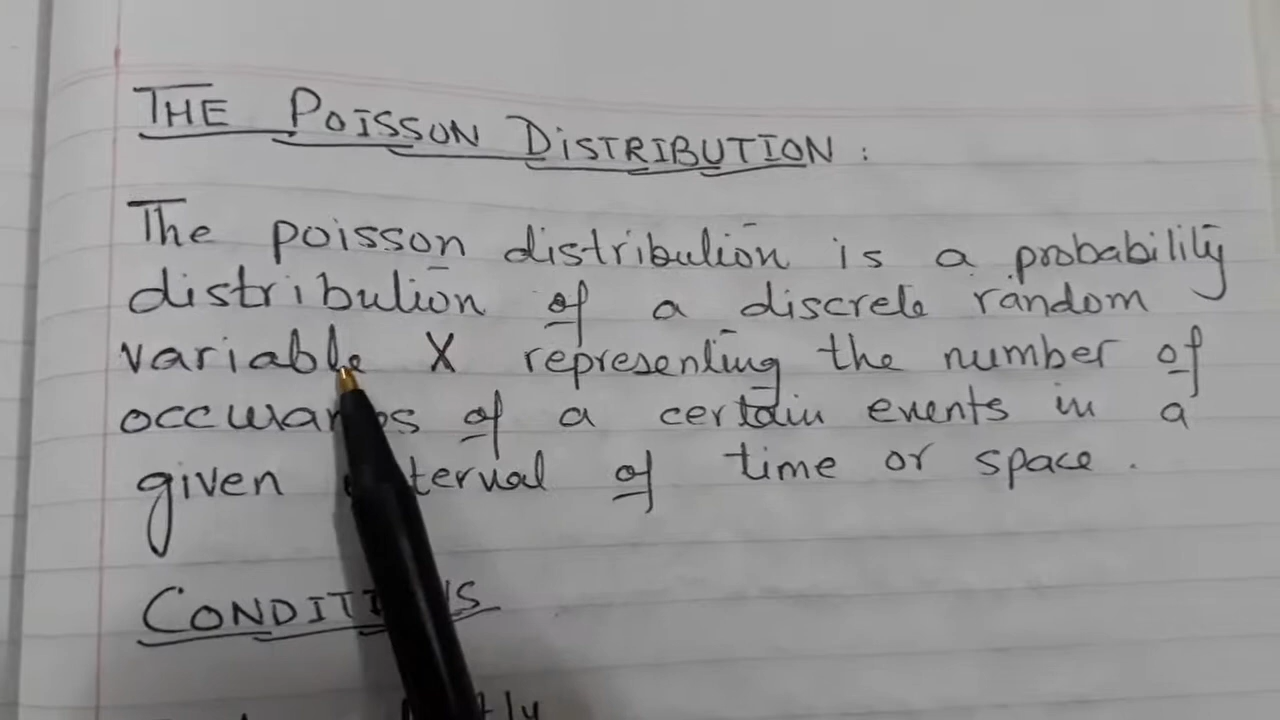 THE POISSON DISTRIBUTION :
The poisson distribution is a probability
distribution of a discrete random
variable X representing the number of
of a certain events in a
given of time or space .